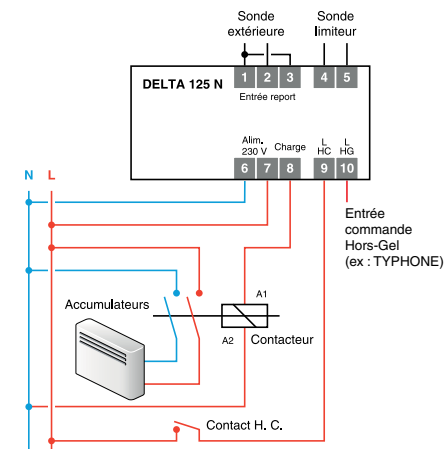 Sonde
extérieure
Sonde
limiteur
DELTA 125 N
1 2 3 4 5
Entrée report
Alim.
230 V
Charge
L
HC
L
HG
6 7 8 9 10
N L
Entrée
commande
Hors-Gel
(ex : TYPHONE)
A1
Accumulateurs
A2
Contacteur
Contact H. C.